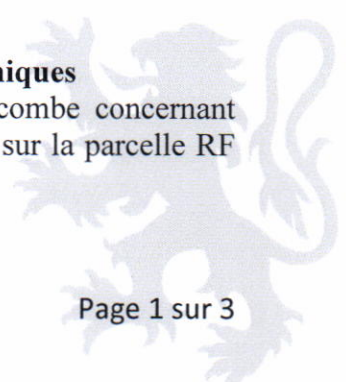 niques
combe concernant
sur la parcelle RF
Page 1 sur 3